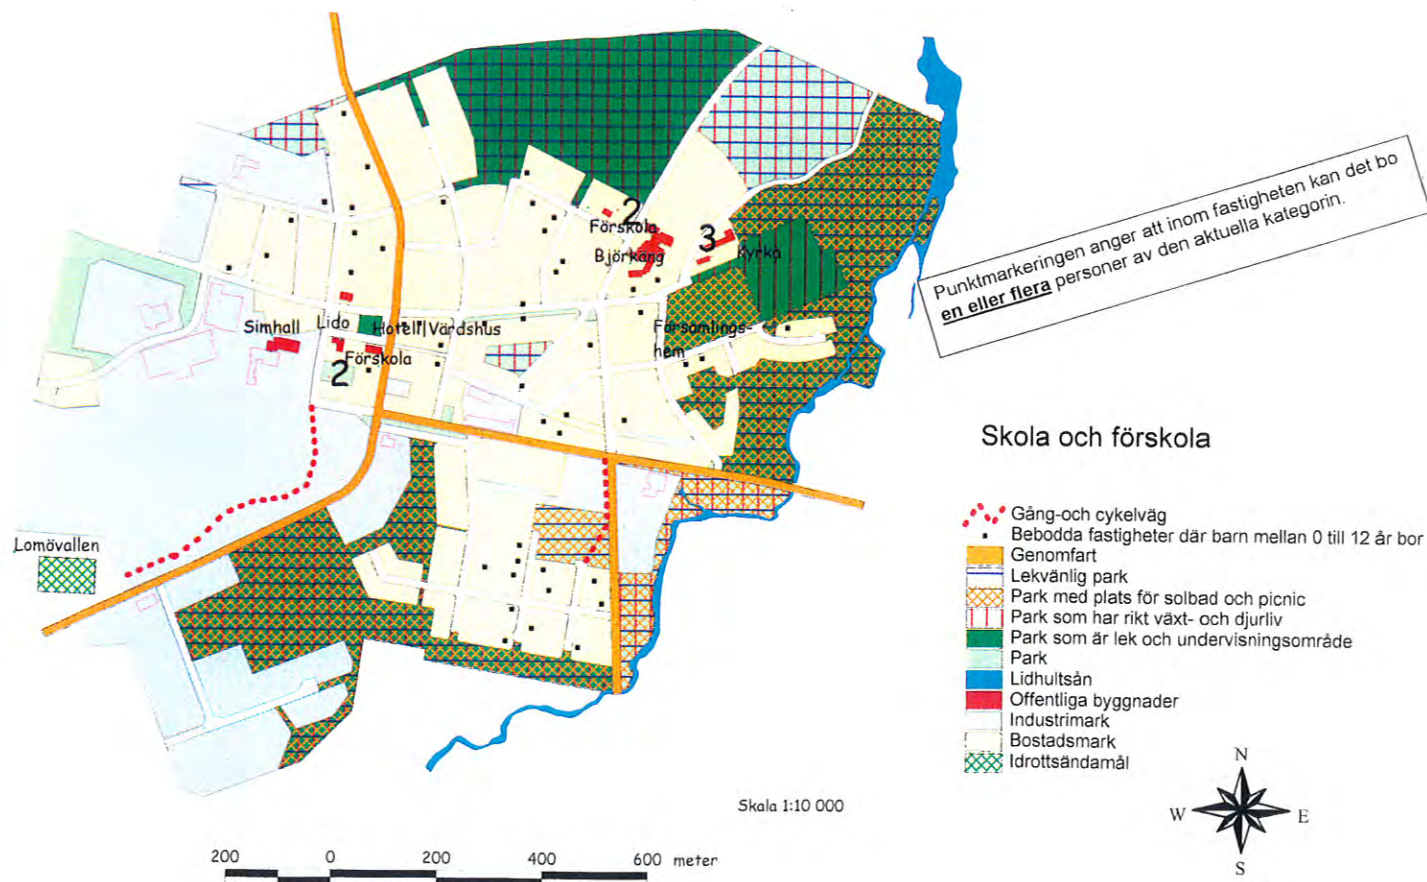 2
Förskola
Björkäng
3
Kyrka
Simhall
Lido
Hotell/Värdshus
Förskola
2
Församlings-
hem
Lomövallen
Punktmarkeringen anger att inom fastigheten kan det bo
en eller flera personer av den aktuella kategorin.
Skola och förskola
Gång-och cykelväg
Bebodda fastigheter där barn mellan 0 till 12 år bor
Genomfart
Lekvänlig park
Park med plats för solbad och picnic
Park som har rikt växt- och djurliv
Park som är lek och undervisningsområde
Park
Lidhultsån
Offentliga byggnader
Industrimark
Bostadsmark
Idrottsändamål
Skala 1:10 000
200 0 200 400 600 meter
N
W E
S